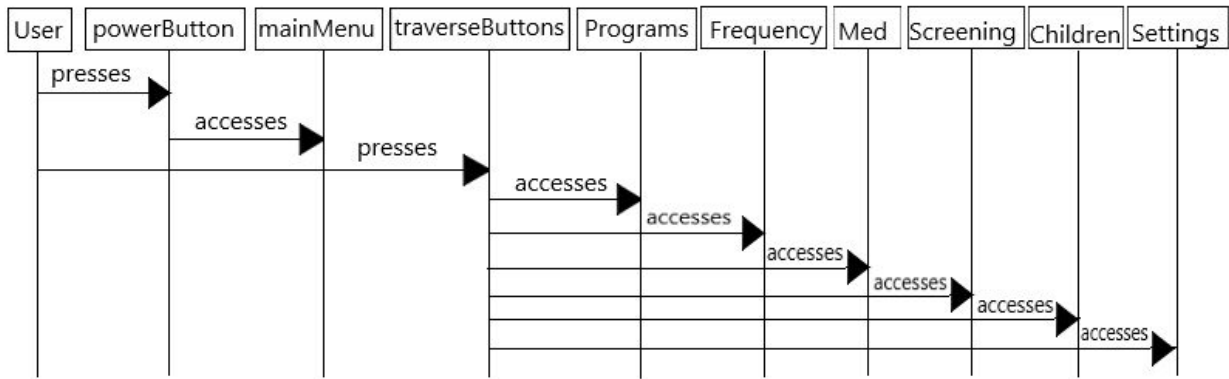 User powerButton mainMenu traverseButtons Programs Frequency Med Screening Children Settings
presses
accesses
presses
accesses
accesses
accesses
accesses
accesses
accesses